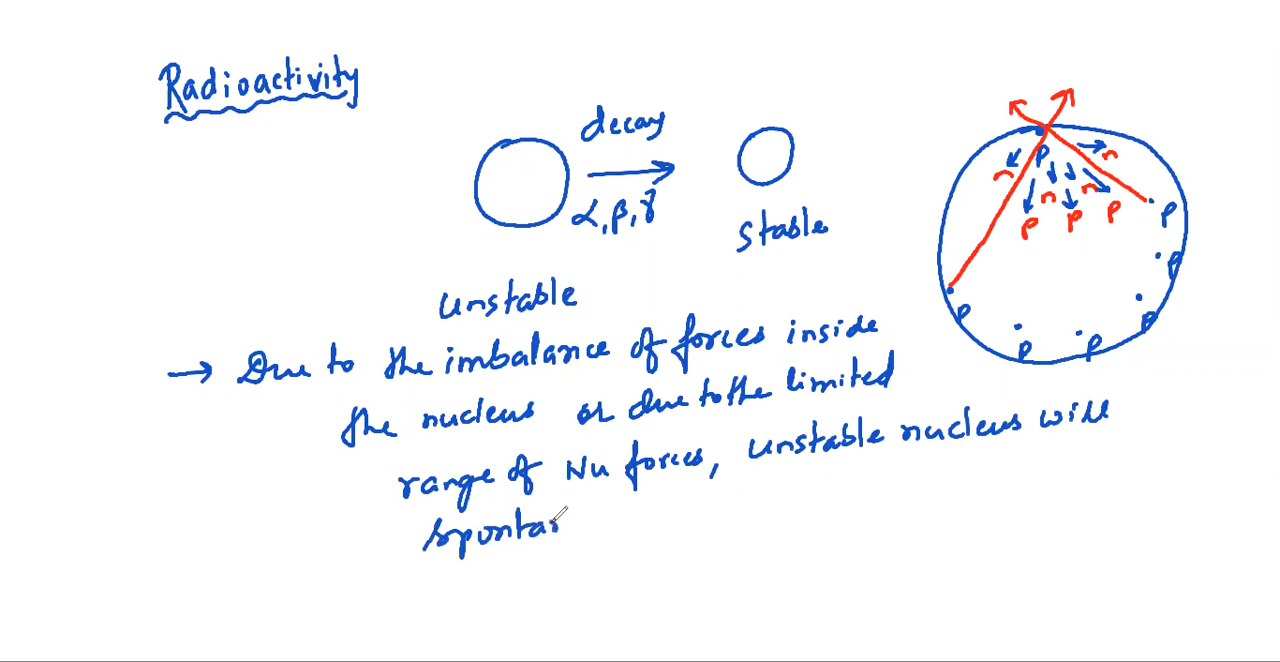 Radioactivity
decay
α, β, γ
unstable
stable
→ Due to the imbalance of forces inside
the nucleus or due to the limited
range of Nu forces, unstable nucleus will
sponta
p
n n n n
p p p
p
p
p
p
p
p